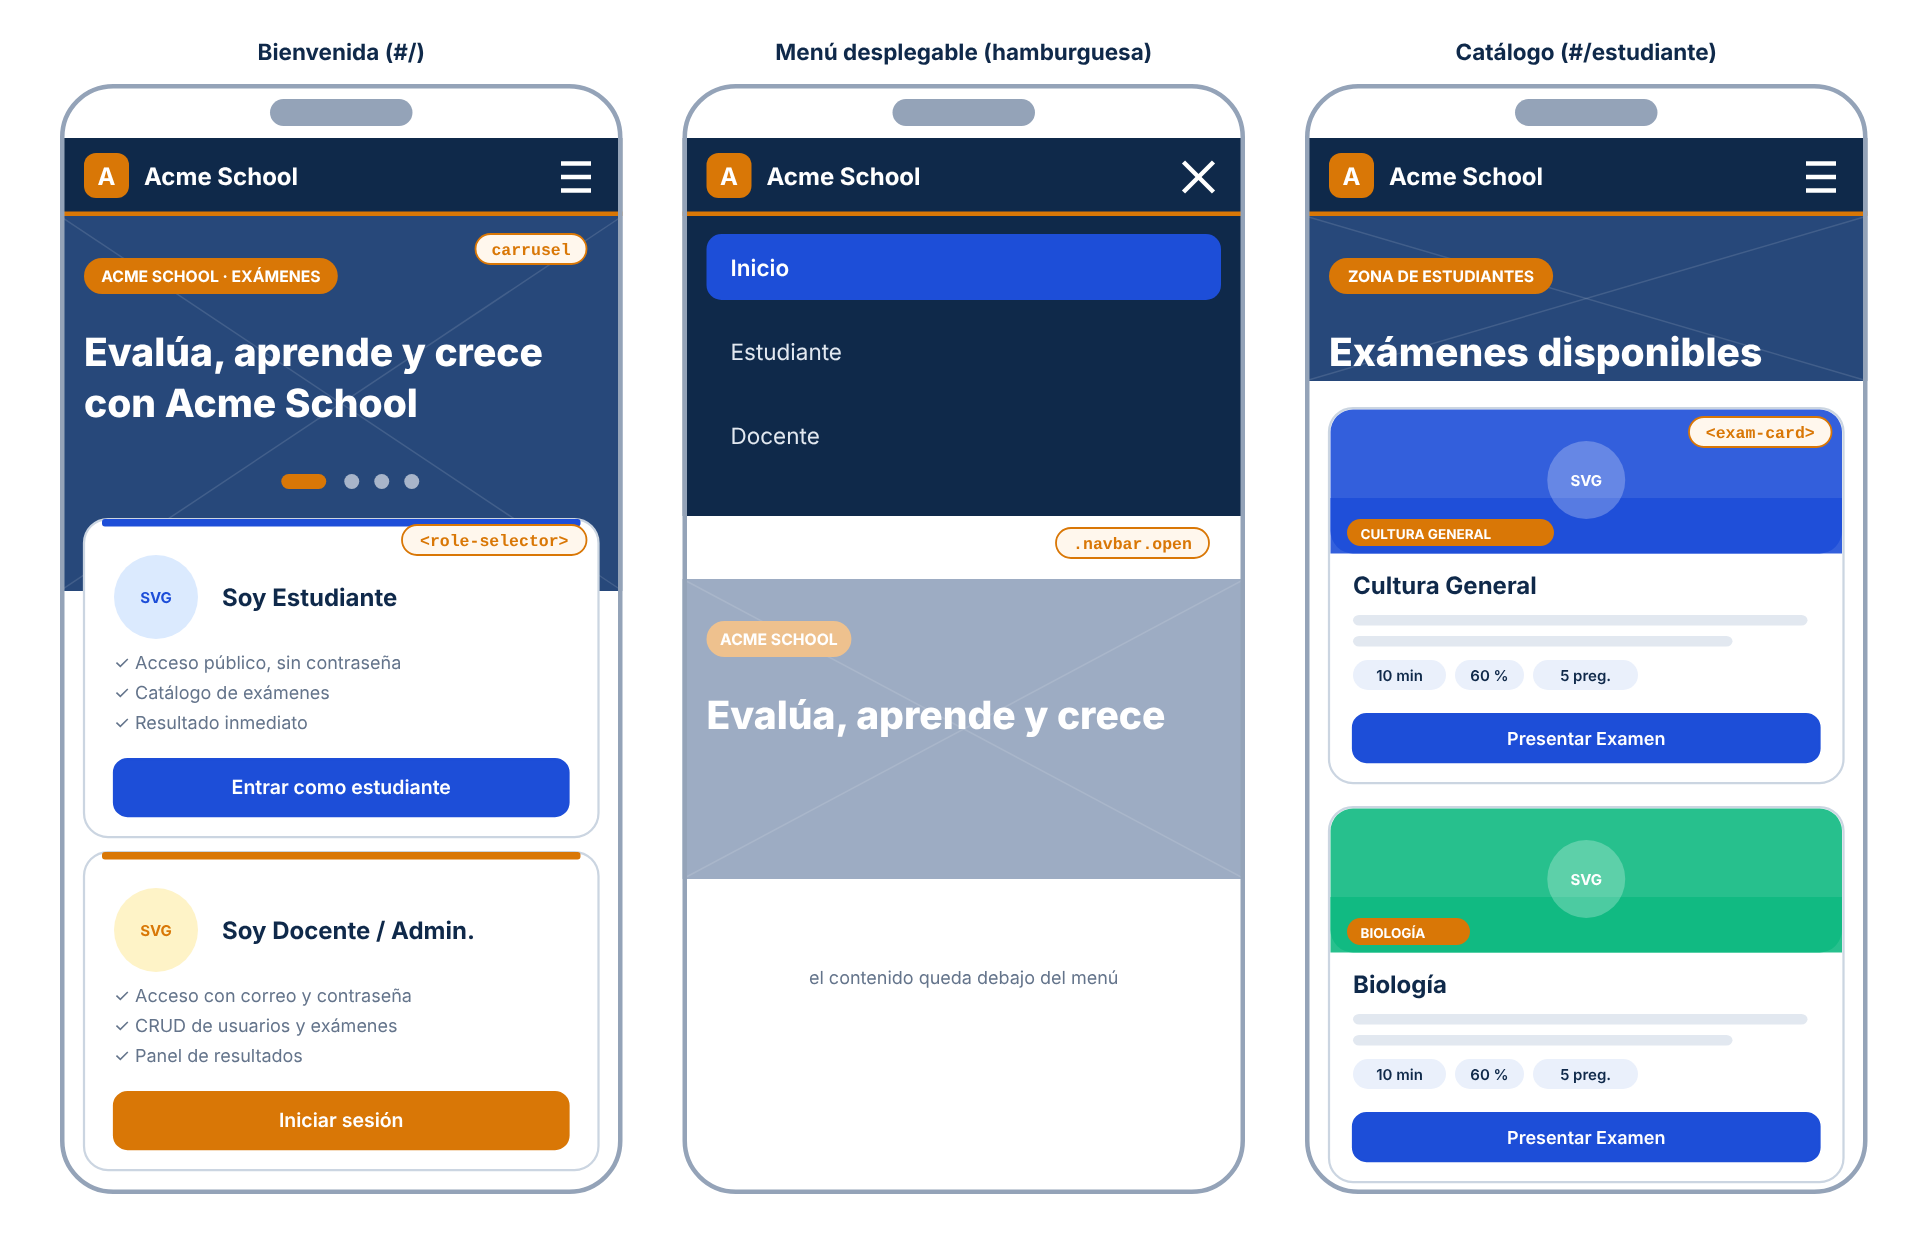 Bienvenida (#/)
A Acme School
carrusel
ACME SCHOOL · EXÁMENES
Evalúa, aprende y crece
con Acme School
<role-selector>
SVG
Soy Estudiante
✓ Acceso público, sin contraseña
✓ Catálogo de exámenes
✓ Resultado inmediato
Entrar como estudiante
SVG
Soy Docente / Admin.
✓ Acceso con correo y contraseña
✓ CRUD de usuarios y exámenes
✓ Panel de resultados
Iniciar sesión
Menú desplegable (hamburguesa)
A Acme School
Inicio
Estudiante
Docente
.navbar.open
ACME SCHOOL
Evalúa, aprende y crece
el contenido queda debajo del menú
Catálogo (#/estudiante)
A Acme School
ZONA DE ESTUDIANTES
Exámenes disponibles
<exam-card>
SVG
CULTURA GENERAL
Cultura General
10 min 60 % 5 preg.
Presentar Examen
SVG
BIOLOGÍA
Biología
10 min 60 % 5 preg.
Presentar Examen